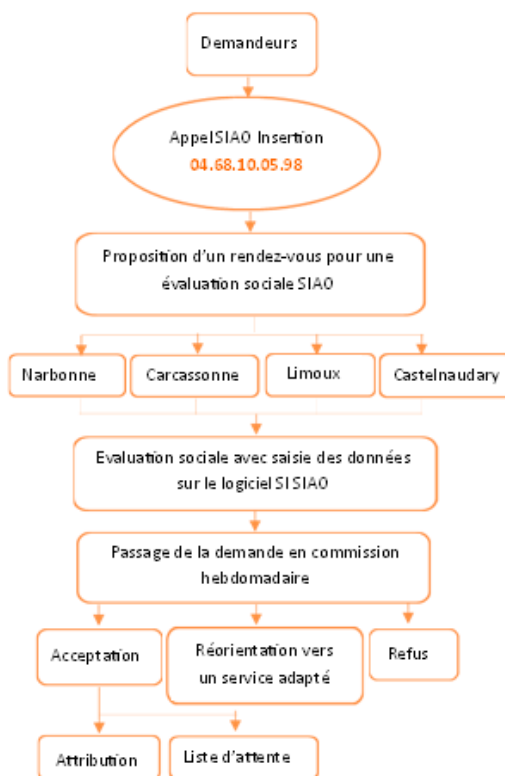 Demandeurs
Appel SIAO Insertion
04.68.10.05.98
Proposition d'un rendez-vous pour une
évaluation sociale SIAO
Narbonne
Carcassonne
Limoux
Castelnaudary
Evaluation sociale avec saisie des données
sur le logiciel SI SIAO
Passage de la demande en commission
hebdomadaire
Acceptation
Réorientation vers
un service adapté
Refus
Attribution
Liste d'attente